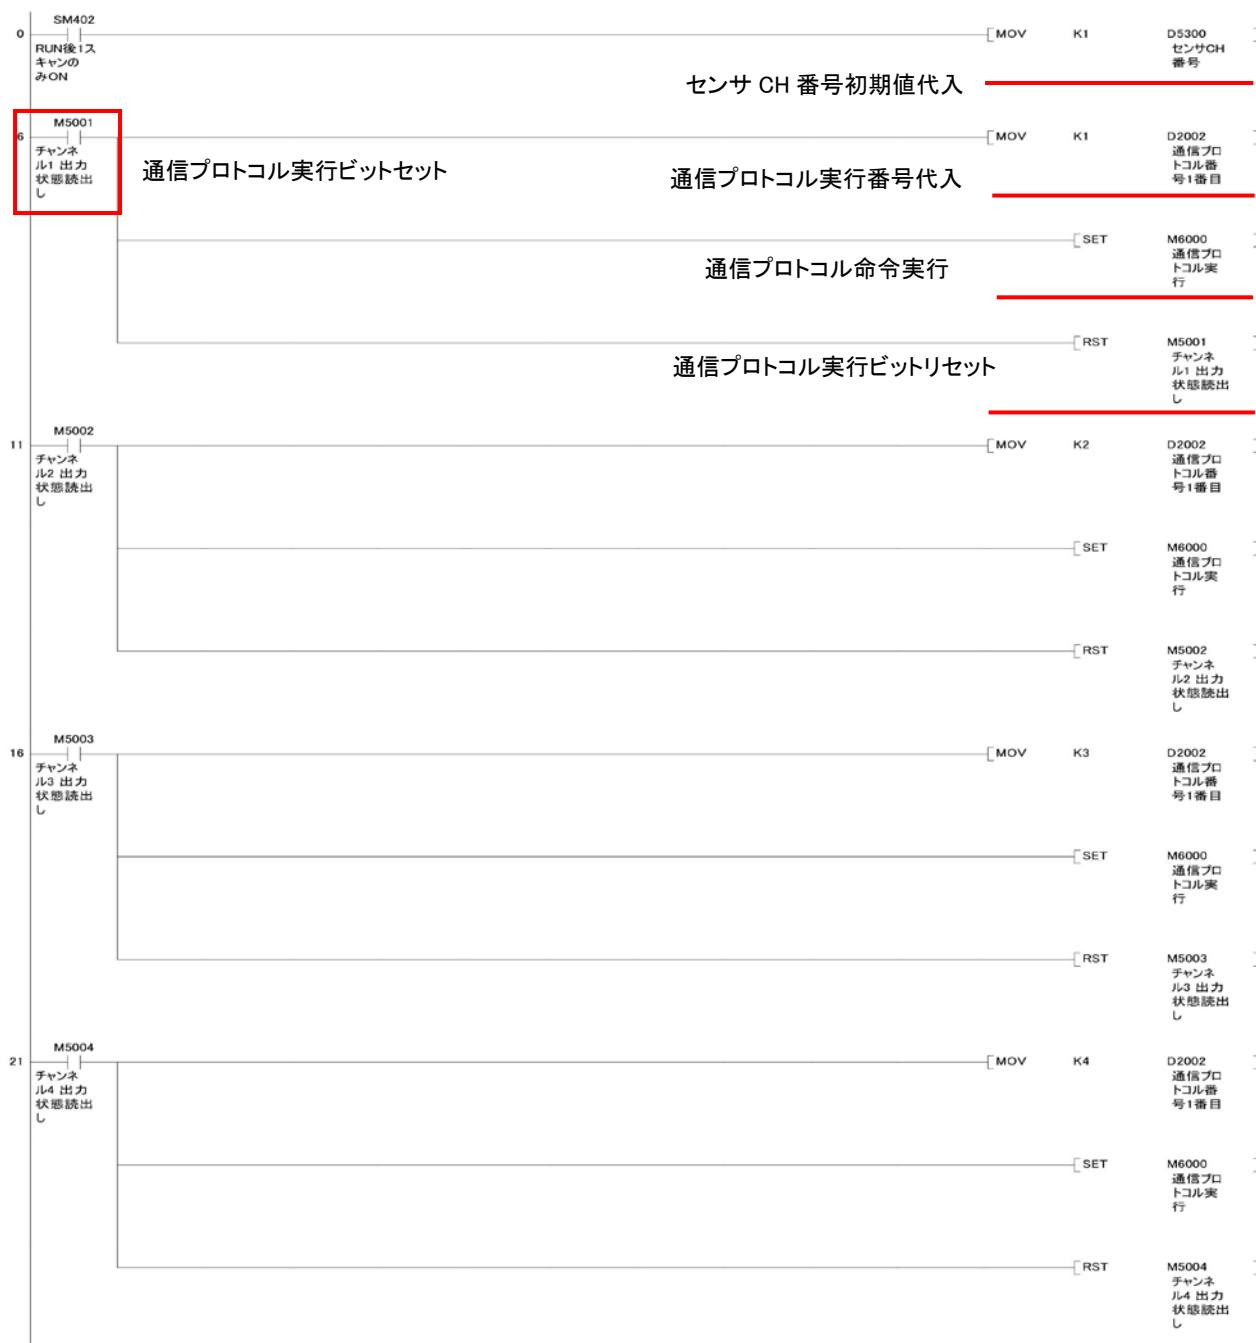 SM402
0
MOV K1 D5300
RUN後1ス
キャンの
みON
センサCH
番号
センサ CH 番号初期値代入
M5001
6
MOV K1 D2002
チャンネ
ル1 出力
状態読出
し
通信プロトコル実行ビットセット
通信プロトコル実行番号代入
通信プロ
トコル番
号1番目
SET M6000
通信プロ
トコル実
行
通信プロトコル命令実行
RST M5001
チャンネ
ル1 出力
状態読出
し
通信プロトコル実行ビットリセット
M5002
11
MOV K2 D2002
チャンネ
ル2 出力
状態読出
し
通信プロ
トコル番
号1番目
SET M6000
通信プロ
トコル実
行
RST M5002
チャンネ
ル2 出力
状態読出
し
M5003
16
MOV K3 D2002
チャンネ
ル3 出力
状態読出
し
通信プロ
トコル番
号1番目
SET M6000
通信プロ
トコル実
行
RST M5003
チャンネ
ル3 出力
状態読出
し
M5004
21
MOV K4 D2002
チャンネ
ル4 出力
状態読出
し
通信プロ
トコル番
号1番目
SET M6000
通信プロ
トコル実
行
RST M5004
チャンネ
ル4 出力
状態読出
し